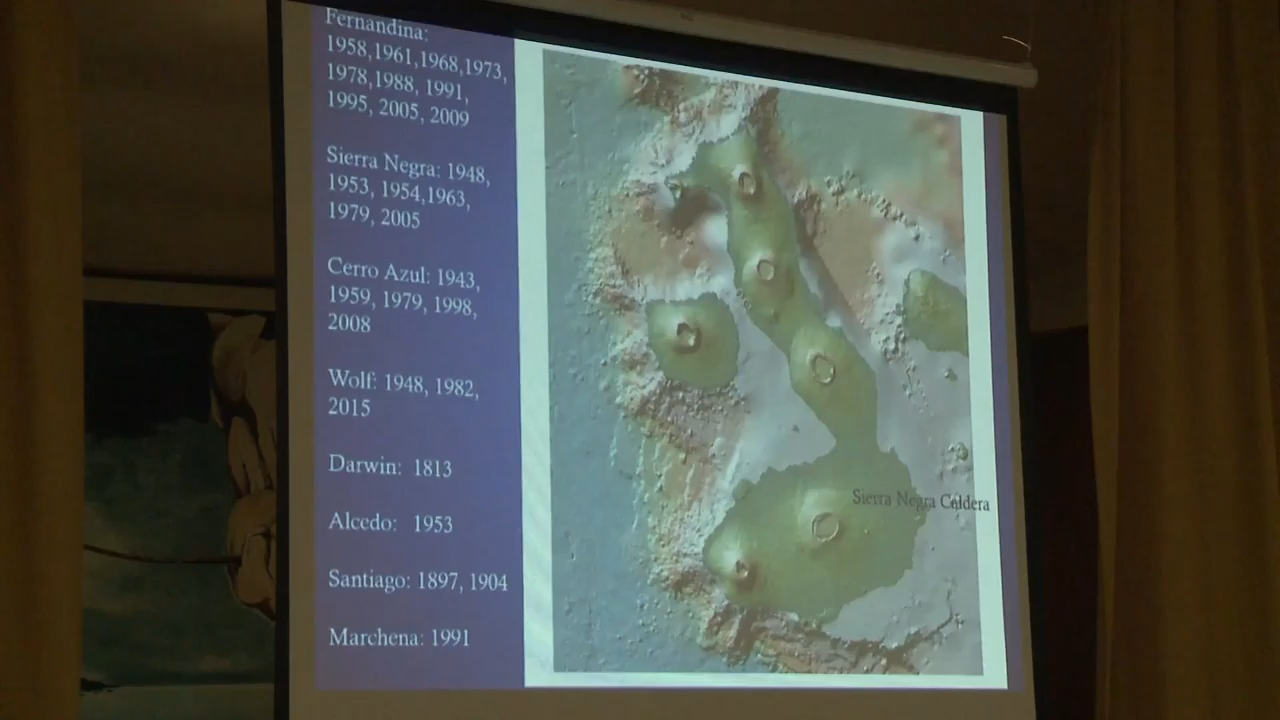 Fernandina:
1958,1961,1968,1973,
1978,1988, 1991,
1995, 2005, 2009
Sierra Negra: 1948,
1953, 1954,1963,
1979, 2005
Cerro Azul: 1943,
1959, 1979, 1998,
2008
Wolf: 1948, 1982,
2015
Darwin: 1813
Alcedo: 1953
Santiago: 1897, 1904
Marchena: 1991
Sierra Negra Caldera